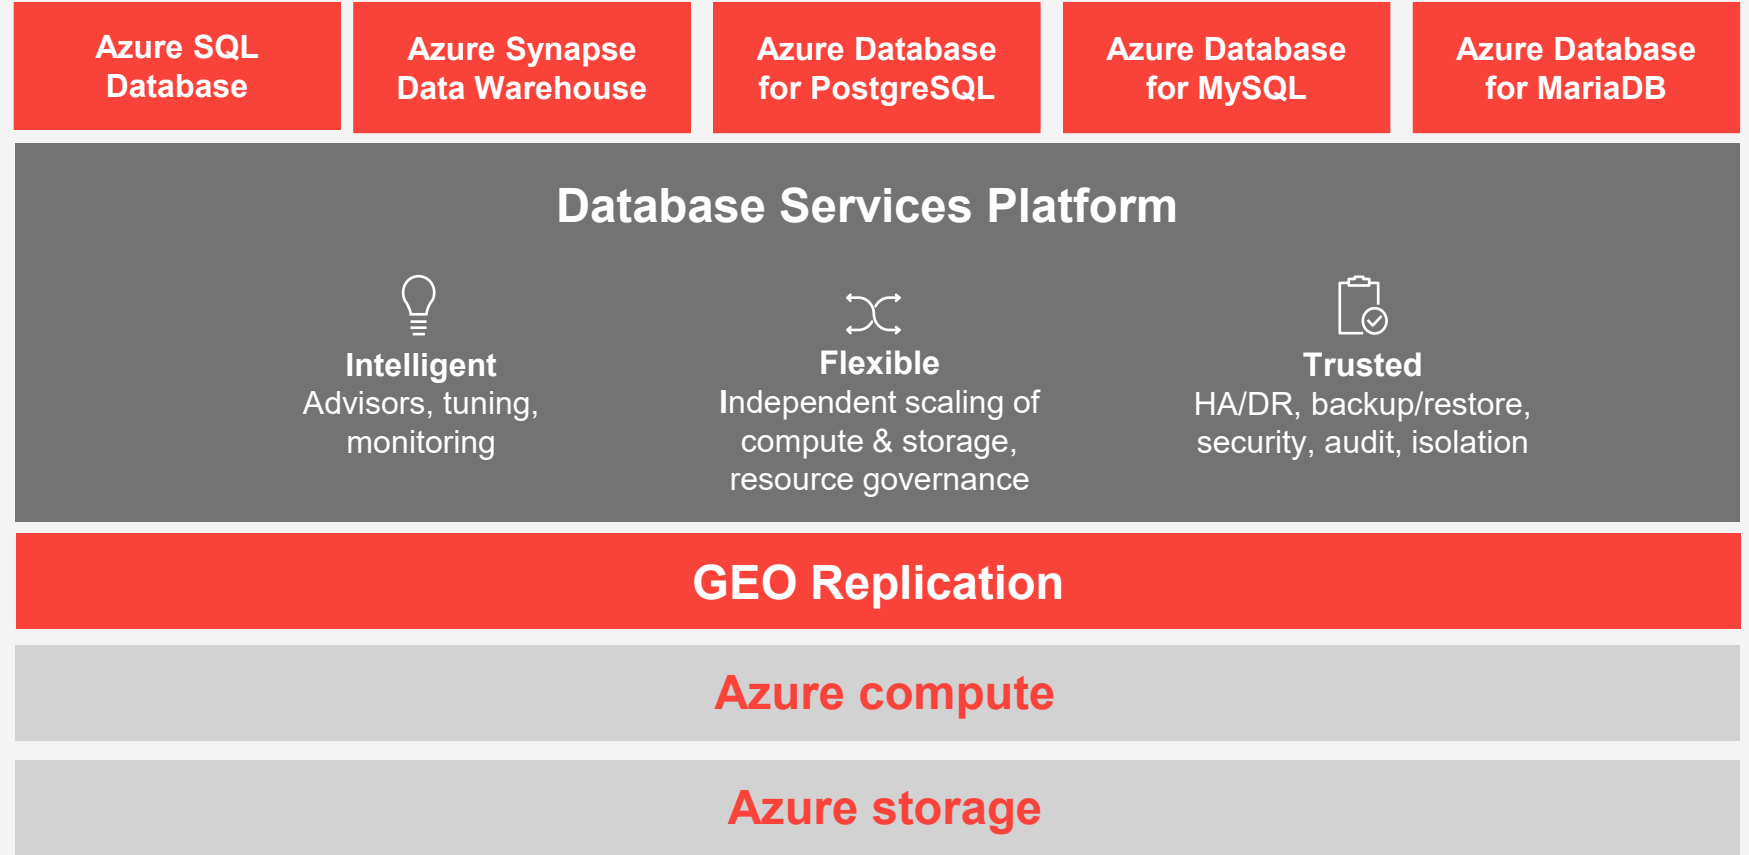 Azure SQL
Database
Azure Synapse
Data Warehouse
Azure Database
for PostgreSQL
Azure Database
for MySQL
Azure Database
for MariaDB
Database Services Platform
Intelligent
Advisors, tuning,
monitoring
Flexible
Independent scaling of
compute & storage,
resource governance
Trusted
HA/DR, backup/restore,
security, audit, isolation
GEO Replication
Azure compute
Azure storage